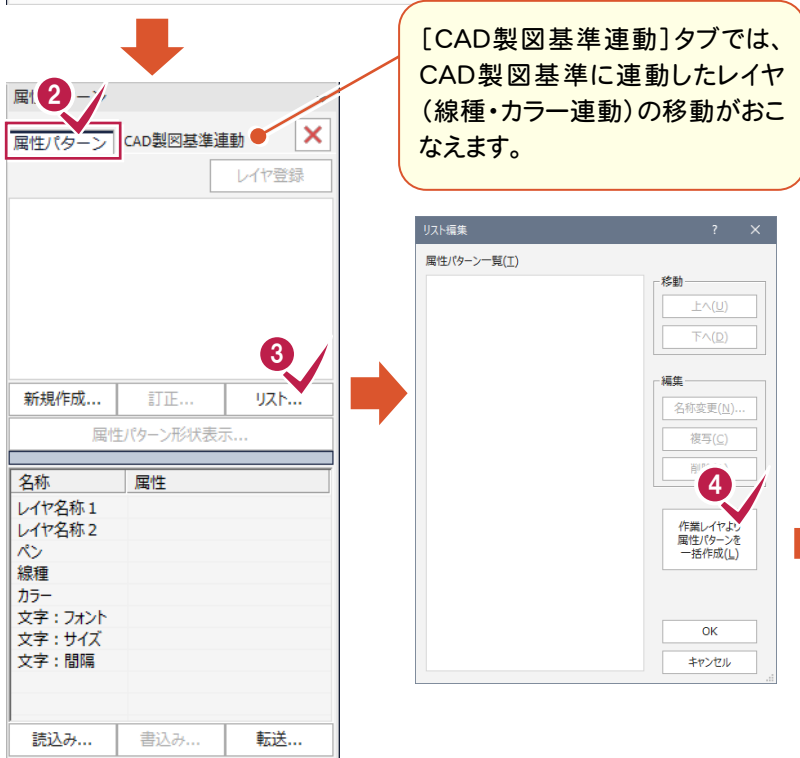 [CAD製図基準連動]タブでは、
CAD製図基準に連動したレイヤ
(線種・カラー連動)の移動がおこ
なえます。
2
属性パターン CAD製図基準連動
レイヤ登録
3
新規作成... 訂正... リスト...
属性パターン形状表示...
名称 属性
レイヤ名称1
レイヤ名称2
ペン
線種
カラー
文字：フォント
文字：サイズ
文字：間隔
読込み... 書込み... 転送...
リスト編集 ? ×
属性パターン一覧(T)
移動
上へ(U)
下へ(D)
編集
名称変更(N)...
複写(C)
4
作業レイヤより
属性パターンを
一括作成(L)
OK
キャンセル